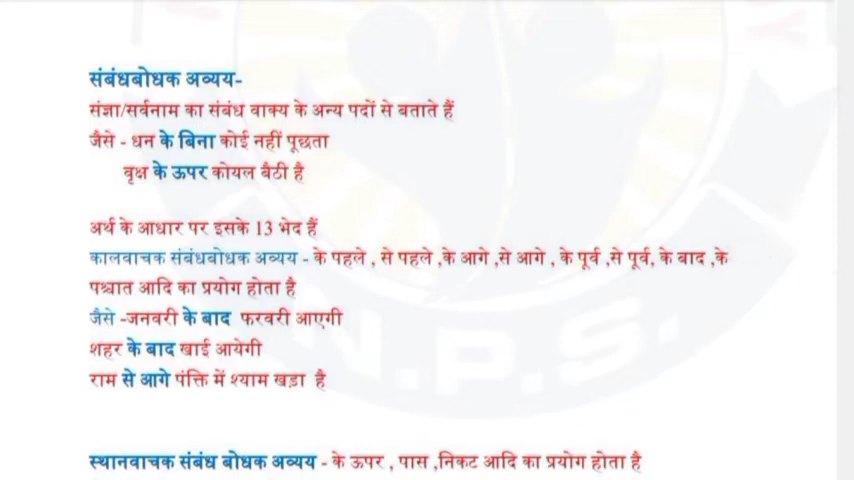 संबंधबोधक अव्यय-
संज्ञा/सर्वनाम का संबंध वाक्य के अन्य पदों से बताते हैं
जैसे - धन के बिना कोई नहीं पूछता
वृक्ष के ऊपर कोयल बैठी है
अर्थ के आधार पर इसके 13 भेद हैं
कालवाचक संबंधबोधक अव्यय - के पहले , से पहले ,के आगे ,से आगे , के पूर्व ,से पूर्व, के बाद ,के
पश्चात आदि का प्रयोग होता है
जैसे -जनवरी के बाद फरवरी आएगी
शहर के बाद खाई आयेगी
राम से आगे पंक्ति में श्याम खड़ा है
N.P.S.
स्थानवाचक संबंध बोधक अव्यय - के ऊपर , पास ,निकट आदि का प्रयोग होता है